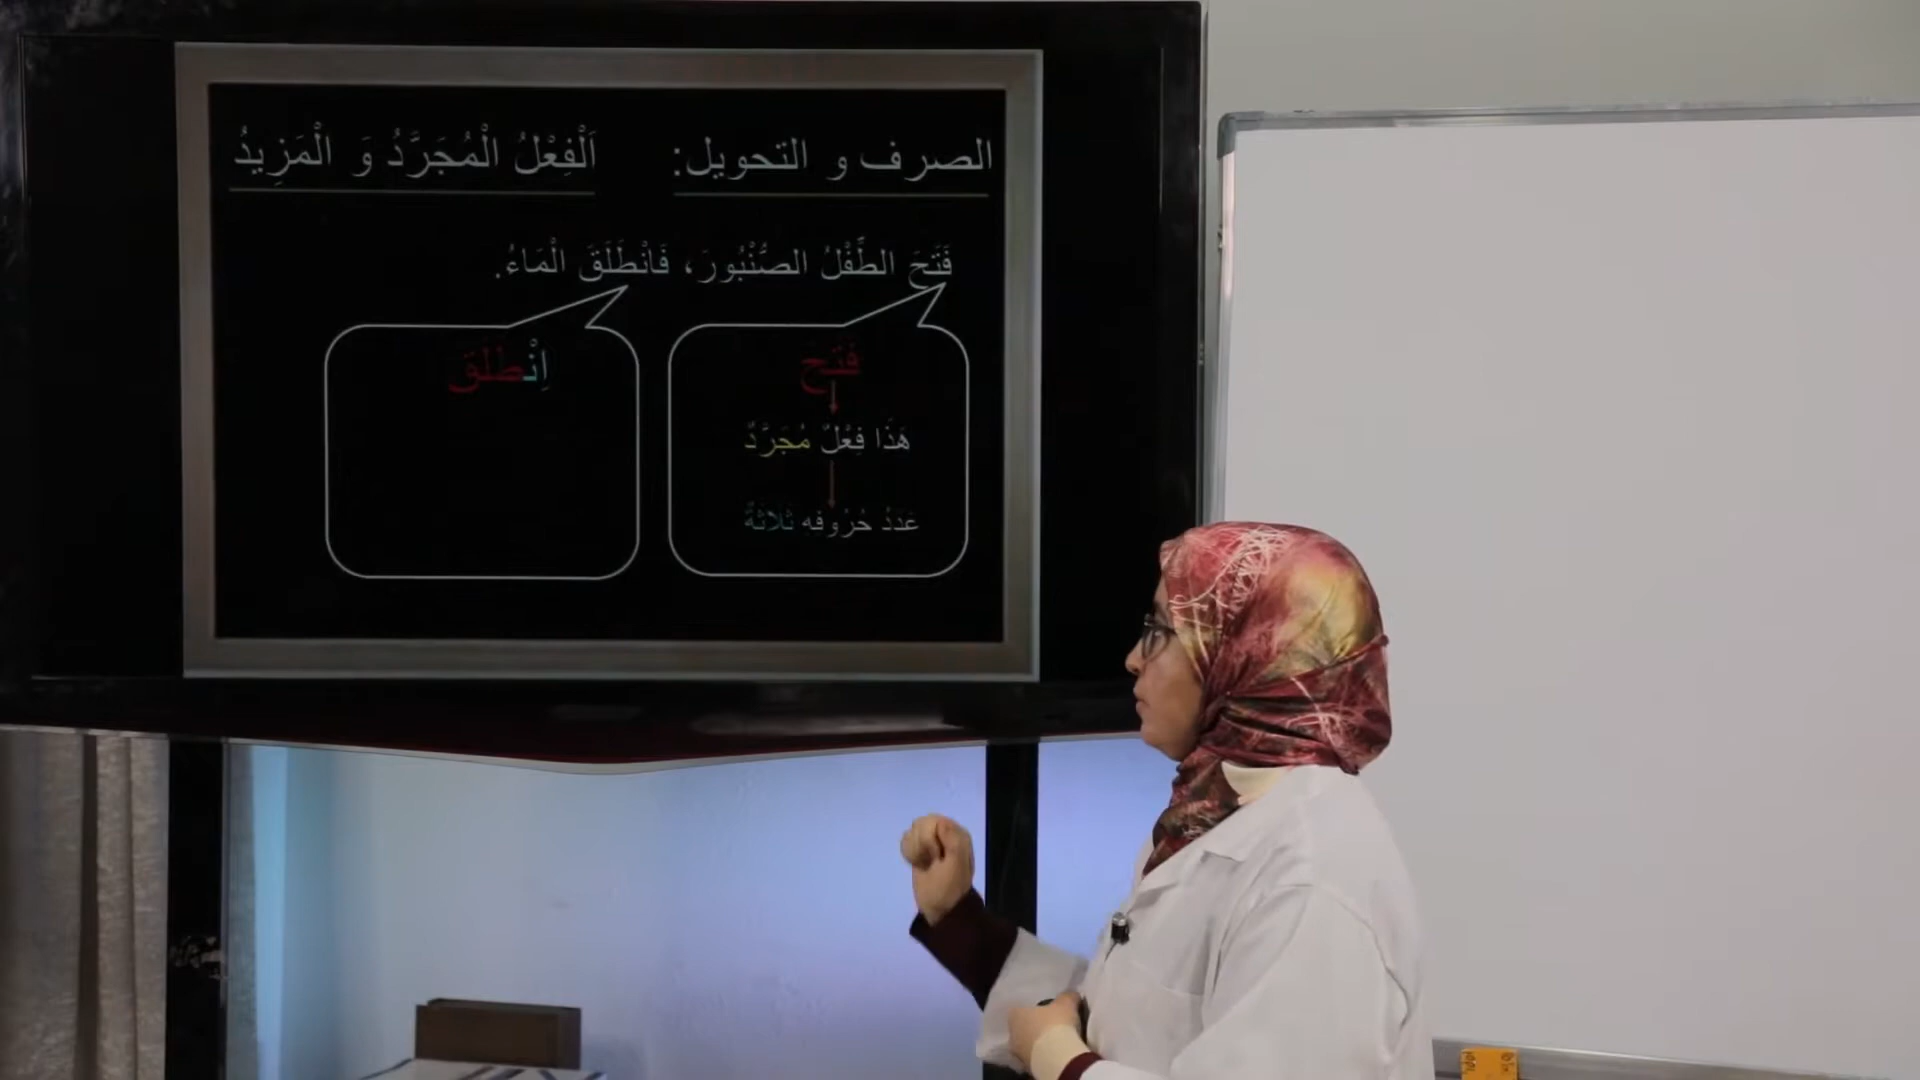 الصرف و التحويل: اَلْفِعْلُ الْمُجَرَّدُ وَ الْمَزِيدُ
فَتَحَ الطِّفْلُ الصُّنْبُورَ، فَانْطَلَقَ الْمَاءُ.
فَتَحَ
هَذَا فِعْلٌ مُجَرَّدٌ
عَدَدُ حُرُوفِهِ ثَلَاثَةٌ
اِنْطَلَقَ